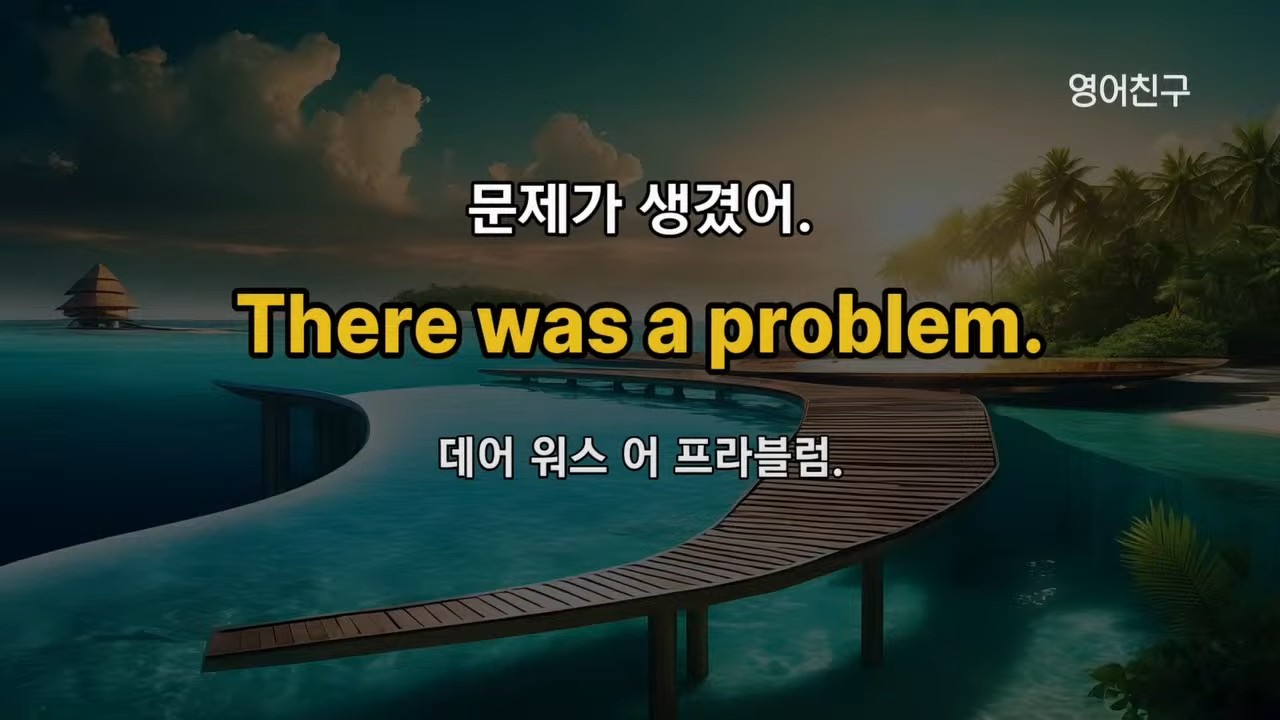 영어친구
문제가 생겼어.
There was a problem.
데어 워스 어 프라블럼.